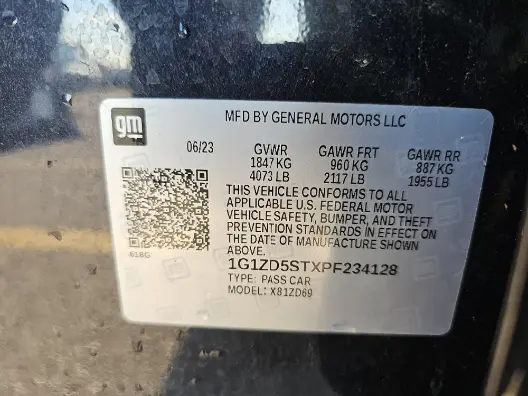 gm
MFD BY GENERAL MOTORS LLC
06/23 GVWR GAWR FRT GAWR RR
1847 KG 960 KG 887 KG
4073 LB 2117 LB 1955 LB
THIS VEHICLE CONFORMS TO ALL
APPLICABLE U.S. FEDERAL MOTOR
VEHICLE SAFETY, BUMPER, AND THEFT
PREVENTION STANDARDS IN EFFECT ON
THE DATE OF MANUFACTURE SHOWN
ABOVE.
818G
1G1ZD5STXPF234128
TYPE: PASS CAR
MODEL: X81ZD69